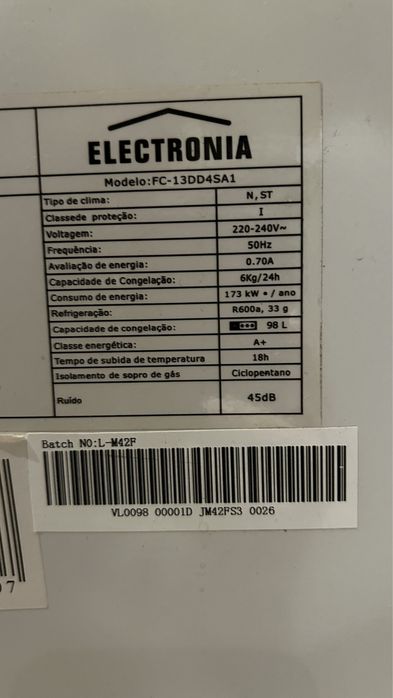 ELECTRONIA
Modelo:FC-13DD4SA1
Tipo de clima: N,ST
Classede proteção: I
Voltagem: 220-240V~
Frequência: 50Hz
Avaliação de energia: 0.70A
Capacidade de Congelação: 6Kg/24h
Consumo de energia: 173 kW • / ano
Refrigeração: R600a, 33 g
Capacidade de congelação: 98 L
Classe energética: A+
Tempo de subida de temperatura 18h
Isolamento de sopro de gás Ciclopentano
Ruído 45dB
Batch NO:L-M42F
VL0098 00001D JM42FS3 0026
7